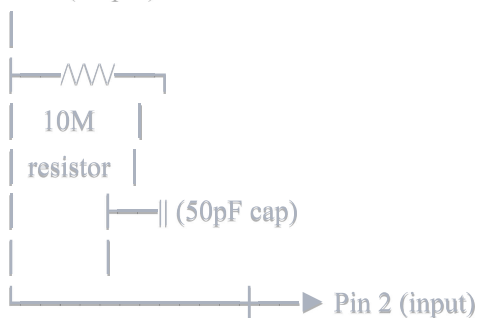 10M
resistor
(50pF cap)
Pin 2 (input)